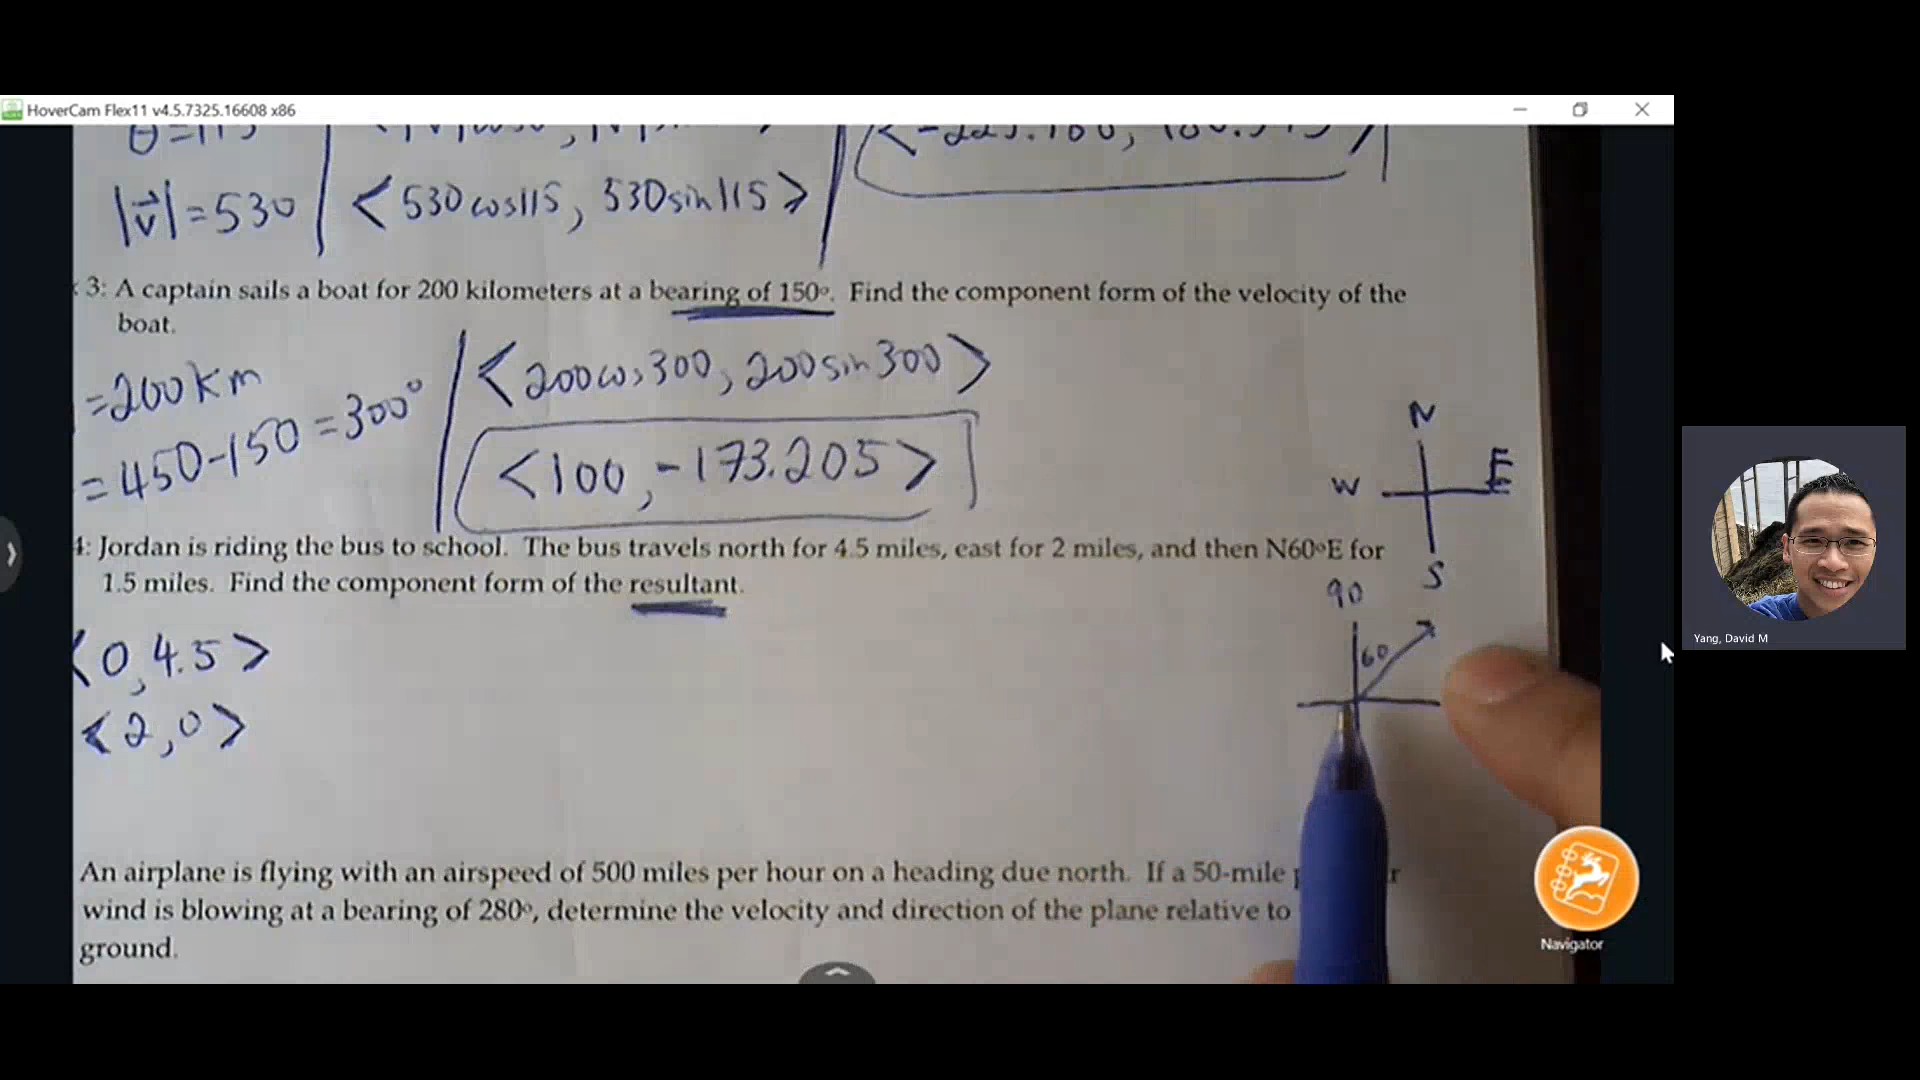 HoverCam Flex11 v4.5.7325.16608 x86
θ=115
|v⃗|=530
<530cos115, 530sin115>
3: A captain sails a boat for 200 kilometers at a bearing of 150º. Find the component form of the velocity of the
boat.
=200km
=450-150=300°
<200cos300, 200sin300>
<100, -173.205>
N
W E
S
4: Jordan is riding the bus to school. The bus travels north for 4.5 miles, east for 2 miles, and then N60ºE for
1.5 miles. Find the component form of the resultant.
90
60
<0, 4.5>
<2, 0>
Yang, David M
An airplane is flying with an airspeed of 500 miles per hour on a heading due north. If a 50-mile
wind is blowing at a bearing of 280º, determine the velocity and direction of the plane relative to
ground.
Navigator